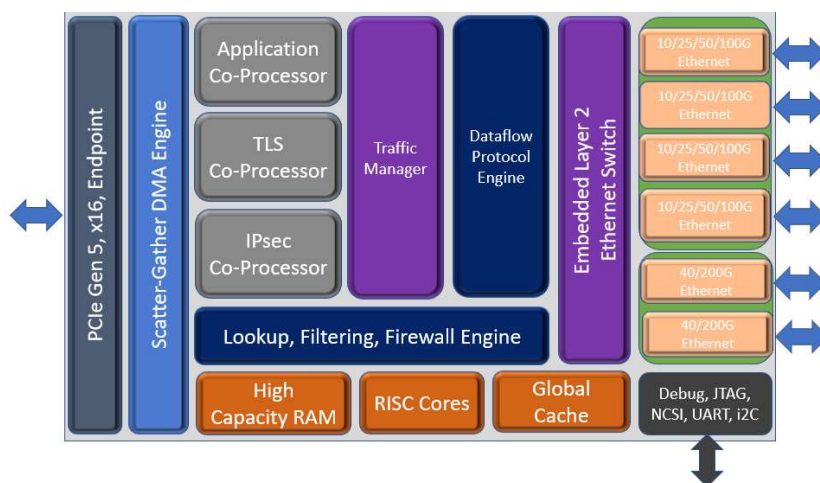 PCIe Gen 5, x16, Endpoint
Scatter-Gather DMA Engine
Application
Co-Processor
TLS
Co-Processor
IPsec
Co-Processor
Traffic
Manager
Dataflow
Protocol
Engine
Embedded Layer 2
Ethernet Switch
Lookup, Filtering, Firewall Engine
High
Capacity RAM
RISC Cores
Global
Cache
10/25/50/100G
Ethernet
10/25/50/100G
Ethernet
10/25/50/100G
Ethernet
10/25/50/100G
Ethernet
40/200G
Ethernet
40/200G
Ethernet
Debug, JTAG,
NCSI, UART, i2C